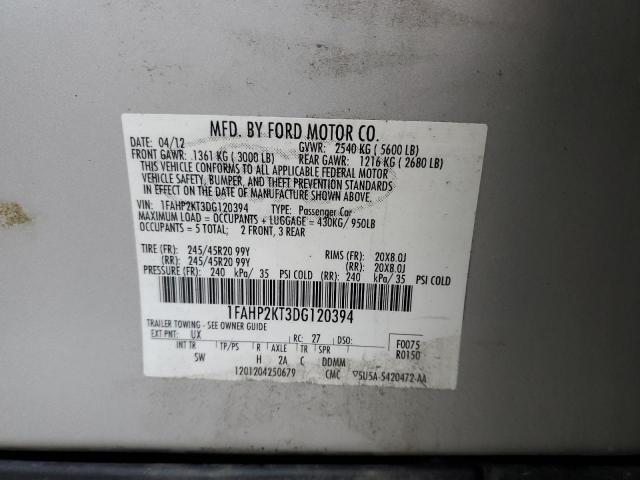 MFD. BY FORD MOTOR CO.
DATE: 04/12 GVWR: 2540 KG ( 5600 LB)
FRONT GAWR: 1361 KG ( 3000 LB) REAR GAWR: 1216 KG ( 2680 LB)
THIS VEHICLE CONFORMS TO ALL APPLICABLE FEDERAL MOTOR
VEHICLE SAFETY, BUMPER, AND THEFT PREVENTION STANDARDS
IN EFFECT ON THE DATE OF MANUFACTURE SHOWN ABOVE.
VIN: 1FAHP2KT3DG120394 TYPE: Passenger Car
MAXIMUM LOAD = OCCUPANTS + LUGGAGE = 430KG/ 950LB
OCCUPANTS = 5 TOTAL: 2 FRONT, 3 REAR
TIRE (FR): 245/45R20 99Y RIMS (FR): 20X8.0J
(RR): 245/45R20 99Y (RR): 20X8.0J
PRESSURE (FR): 240 kPa/ 35 PSI COLD (RR): 240 kPa/ 35 PSI COLD
1FAHP2KT3DG120394
TRAILER TOWING - SEE OWNER GUIDE
EXT PNT: UX RC: 27 DSO: F0075
INT TR TP/PS R AXLE TR SPR R0150
SW H 2A C DDMM
1201204250679 CMC ▽5U5A-S420472-AA